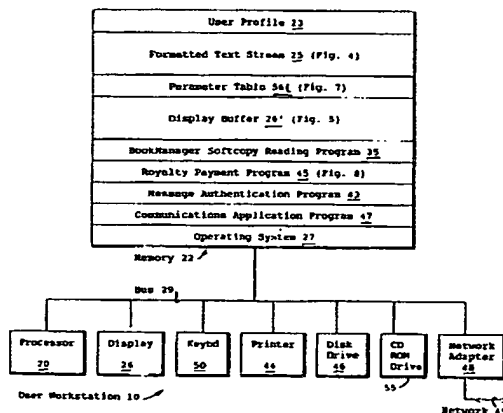 User Profile 23
Formatted Text Stream 25 (Fig. 4)
Parameter Table 56 (Fig. 7)
Display Buffer 26' (Fig. 5)
BookManager Softcopy Reading Program 35
Royalty Payment Program 45 (Fig. 8)
Message Authentication Program 42
Communications Application Program 47
Operating System 27
Memory 22
Bus 29
Processor 20
Display 26
Keybd 50
Printer 44
Disk Drive 46
CD ROM Drive 55
Network Adapter 48
User Workstation 10
Network